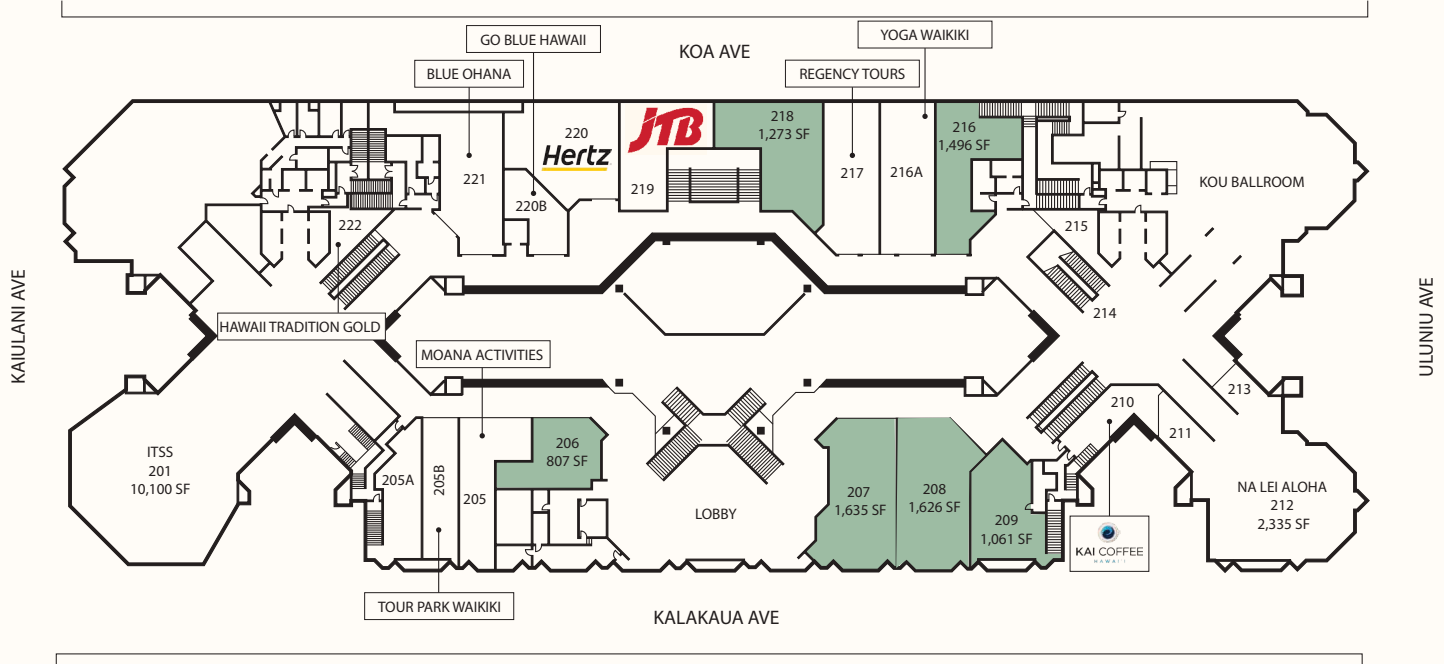 YOGA WAIKIKI
GO BLUE HAWAII
KOA AVE
BLUE OHANA
REGENCY TOURS
JTB
218
1,273 SF
220
Hertz
216
1,496 SF
221
219
217
216A
220B
KOU BALLROOM
222
215
KAIULANI AVE
ULUNIU AVE
214
HAWAII TRADITION GOLD
MOANA ACTIVITIES
213
210
211
ITSS
201
10,100 SF
205A
205B
205
206
807 SF
207
1,635 SF
208
1,626 SF
209
1,061 SF
LOBBY
NA LEI ALOHA
212
2,335 SF
KAI COFFEE
HAWAI'I
TOUR PARK WAIKIKI
KALAKAUA AVE